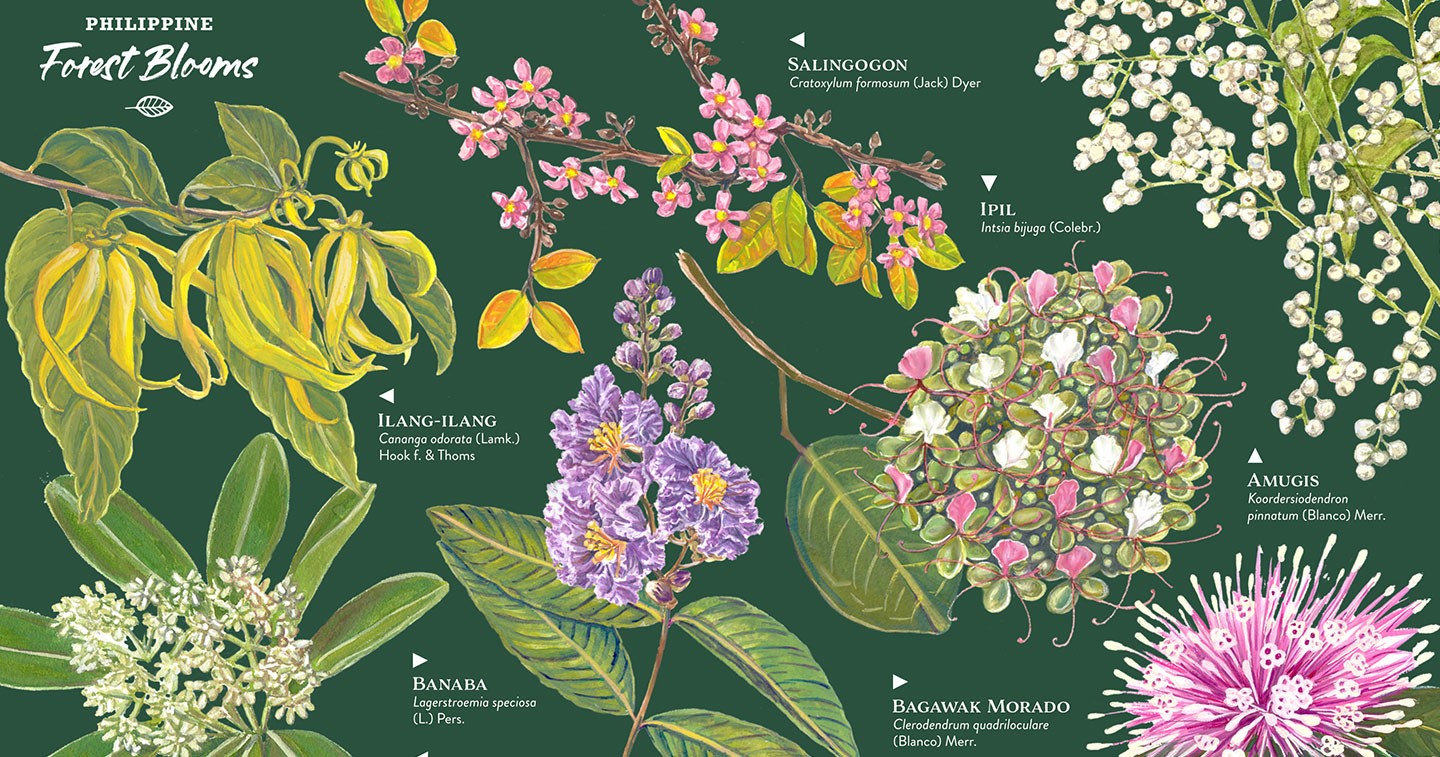 PHILIPPINE
Forest Blooms
SALINGOGON
Cratoxylum formosum (Jack) Dyer
IPIL
Intsia bijuga (Colebr.)
ILANG-ILANG
Cananga odorata (Lamk.)
Hook f. & Thoms
AMUGIS
Koordersiodendron
pinnatum (Blanco) Merr.
BANABA
Lagerstroemia speciosa
(L.) Pers.
BAGAWAK MORADO
Clerodendrum quadriloculare
(Blanco) Merr.